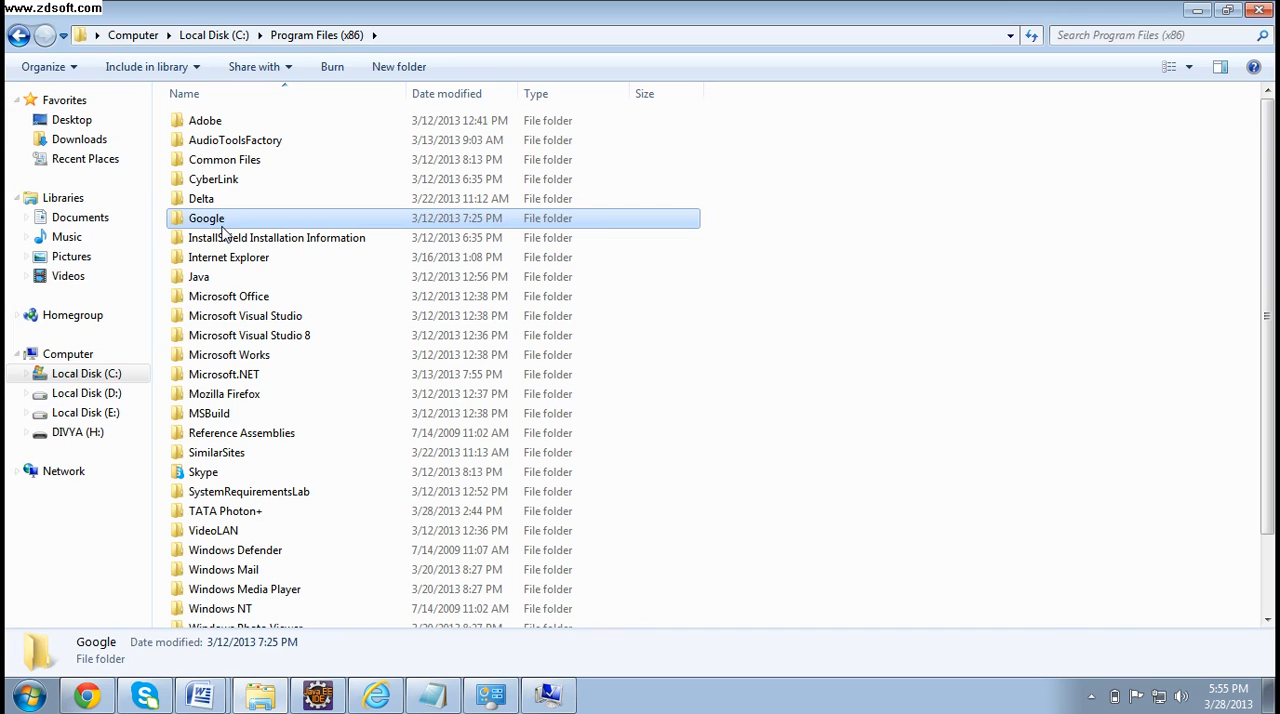 www.zdsoft.com
Computer Local Disk (C:) Program Files (x86) Search Program Files (x86)
Organize Include in library Share with Burn New folder
Name Date modified Type Size
Favorites
Desktop
Downloads
Recent Places
Libraries
Documents
Music
Pictures
Videos
Homegroup
Computer
Local Disk (C:)
Local Disk (D:)
Local Disk (E:)
DIVYA (H:)
Network
Adobe 3/12/2013 12:41 PM File folder
AudioToolsFactory 3/13/2013 9:03 AM File folder
Common Files 3/12/2013 8:13 PM File folder
CyberLink 3/12/2013 6:35 PM File folder
Delta 3/22/2013 11:12 AM File folder
Google 3/12/2013 7:25 PM File folder
InstallShield Installation Information 3/12/2013 6:35 PM File folder
Internet Explorer 3/16/2013 1:08 PM File folder
Java 3/12/2013 12:56 PM File folder
Microsoft Office 3/12/2013 12:38 PM File folder
Microsoft Visual Studio 3/12/2013 12:38 PM File folder
Microsoft Visual Studio 8 3/12/2013 12:36 PM File folder
Microsoft Works 3/12/2013 12:38 PM File folder
Microsoft.NET 3/13/2013 7:55 PM File folder
Mozilla Firefox 3/12/2013 12:37 PM File folder
MSBuild 3/12/2013 12:38 PM File folder
Reference Assemblies 7/14/2009 11:02 AM File folder
SimilarSites 3/22/2013 11:13 AM File folder
Skype 3/12/2013 8:13 PM File folder
SystemRequirementsLab 3/12/2013 12:52 PM File folder
TATA Photon+ 3/28/2013 2:44 PM File folder
VideoLAN 3/12/2013 12:36 PM File folder
Windows Defender 7/14/2009 11:07 AM File folder
Windows Mail 3/20/2013 8:27 PM File folder
Windows Media Player 3/20/2013 8:27 PM File folder
Windows NT 7/14/2009 11:02 AM File folder
Windows Photo Viewer 3/20/2013 8:27 PM File folder
Google Date modified: 3/12/2013 7:25 PM
File folder
Java EE
IDE
5:55 PM
3/28/2013